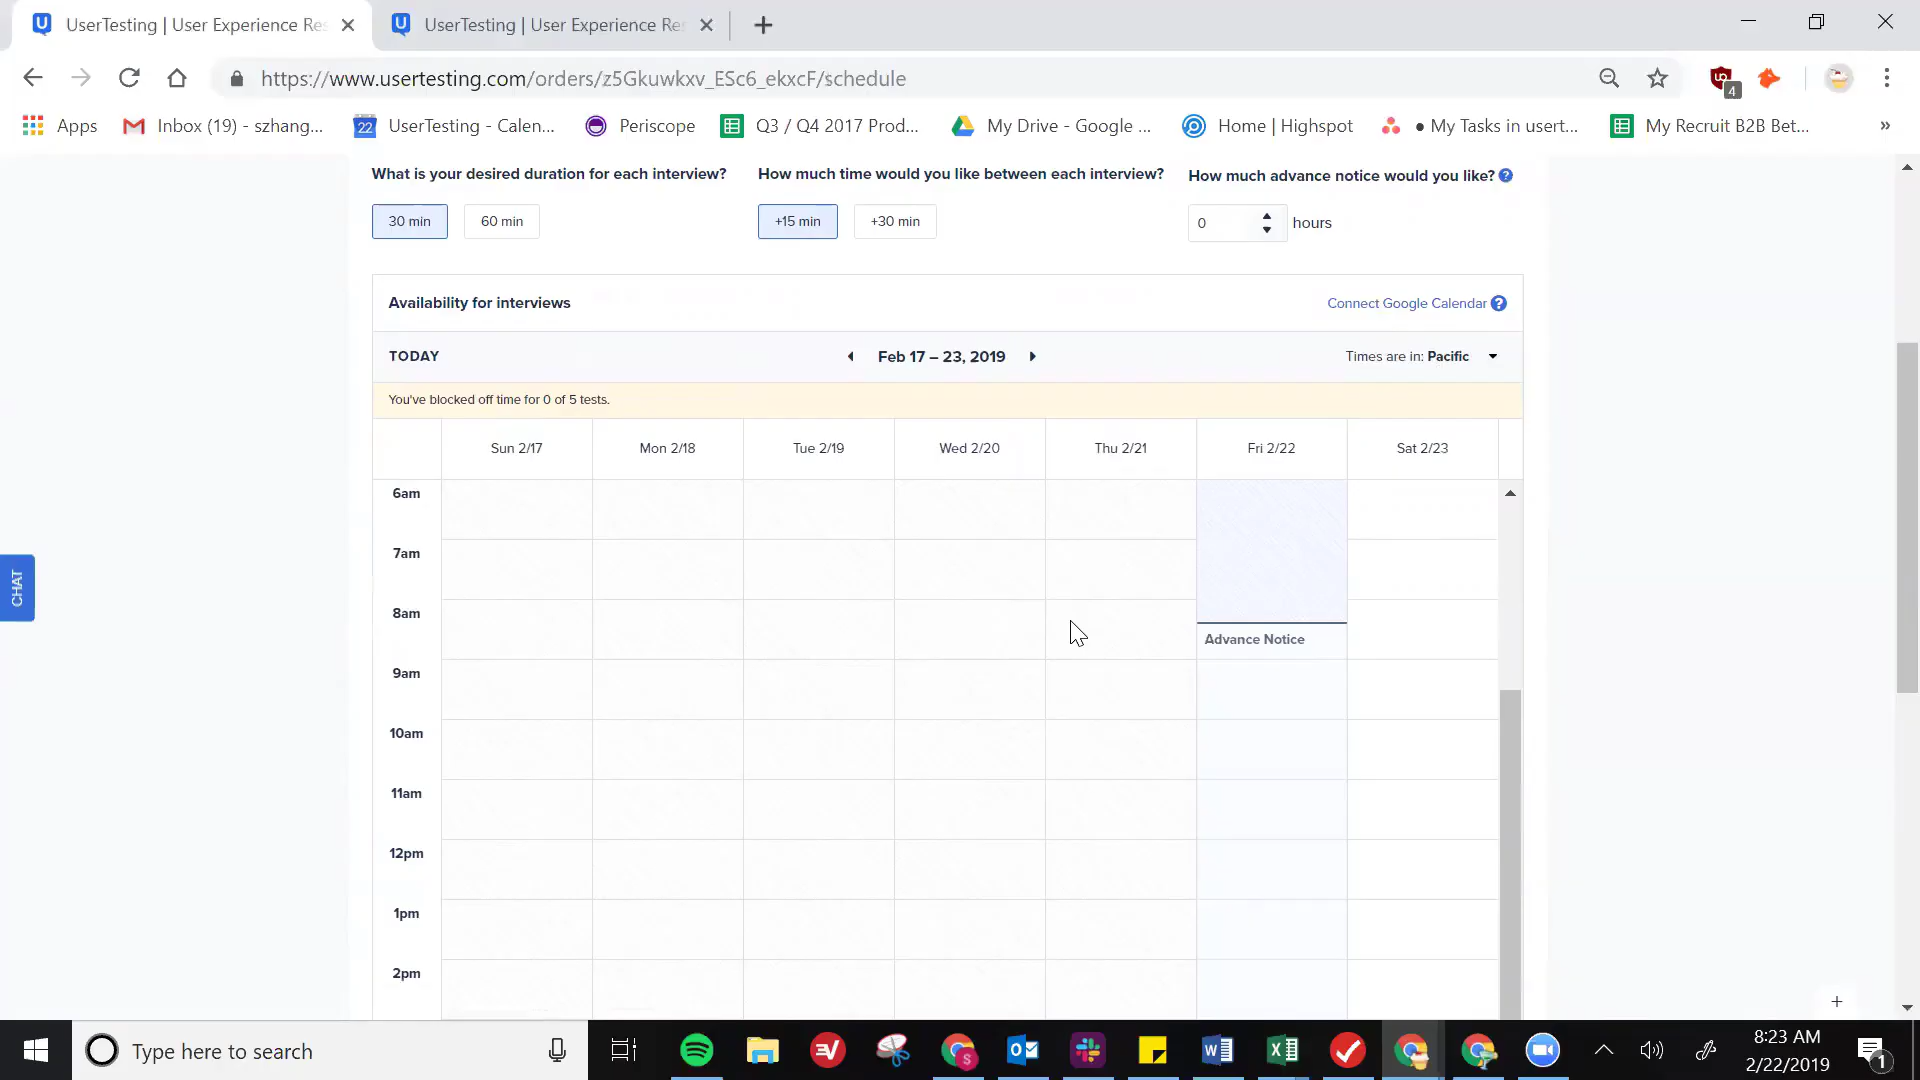 UserTesting | User Experience Re
UserTesting | User Experience Re
https://www.usertesting.com/orders/z5Gkuwkxv_ESc6_ekxcF/schedule
4
Apps
Inbox (19) - szhang...
22
UserTesting - Calen...
Periscope
Q3 / Q4 2017 Prod...
My Drive - Google ...
Home | Highspot
● My Tasks in usert...
My Recruit B2B Bet...
»
What is your desired duration for each interview?
How much time would you like between each interview?
How much advance notice would you like? ?
30 min
60 min
+15 min
+30 min
0
hours
Availability for interviews
Connect Google Calendar ?
TODAY
Feb 17 – 23, 2019
Times are in: Pacific
You've blocked off time for 0 of 5 tests.
Sun 2/17
Mon 2/18
Tue 2/19
Wed 2/20
Thu 2/21
Fri 2/22
Sat 2/23
6am
7am
8am
Advance Notice
9am
10am
11am
12pm
1pm
2pm
CHAT
+
Type here to search
8:23 AM
2/22/2019
1